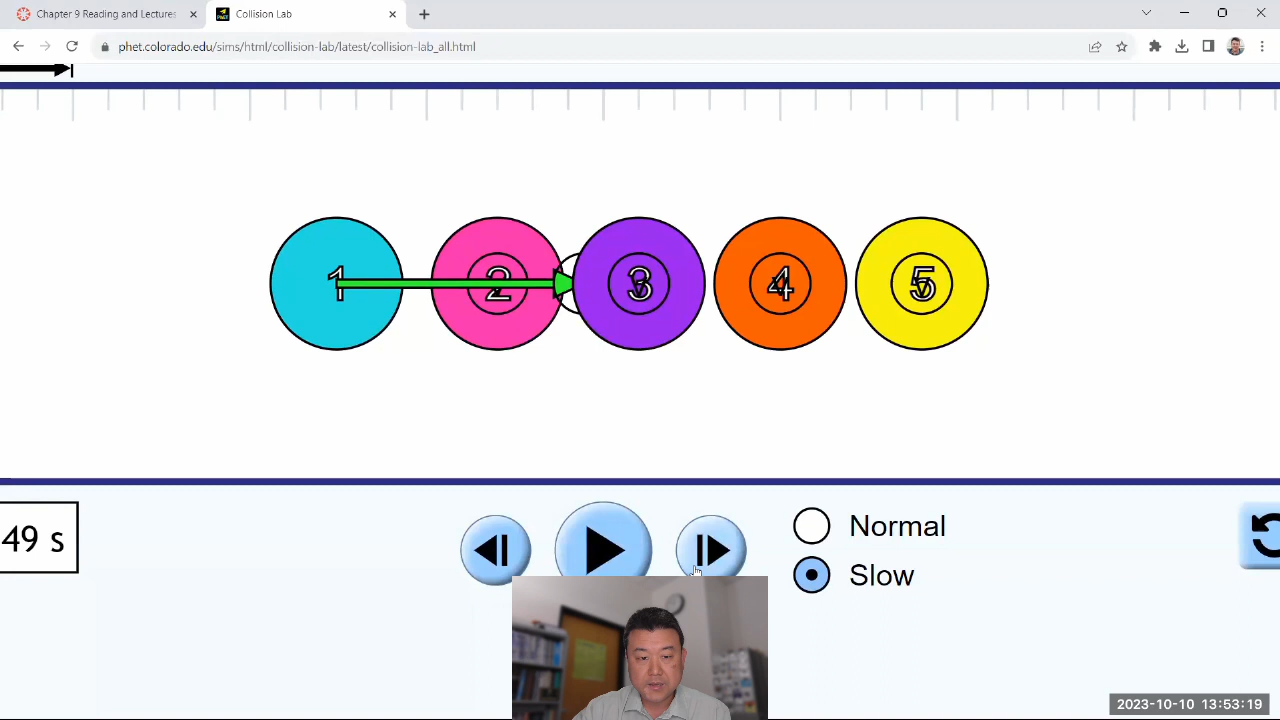 Chapter 9 Reading and Lectures
Collision Lab
phet.colorado.edu/sims/html/collision-lab/latest/collision-lab_all.html
1 2 3 4 5
49 s
Normal
Slow
2023-10-10 13:53:19